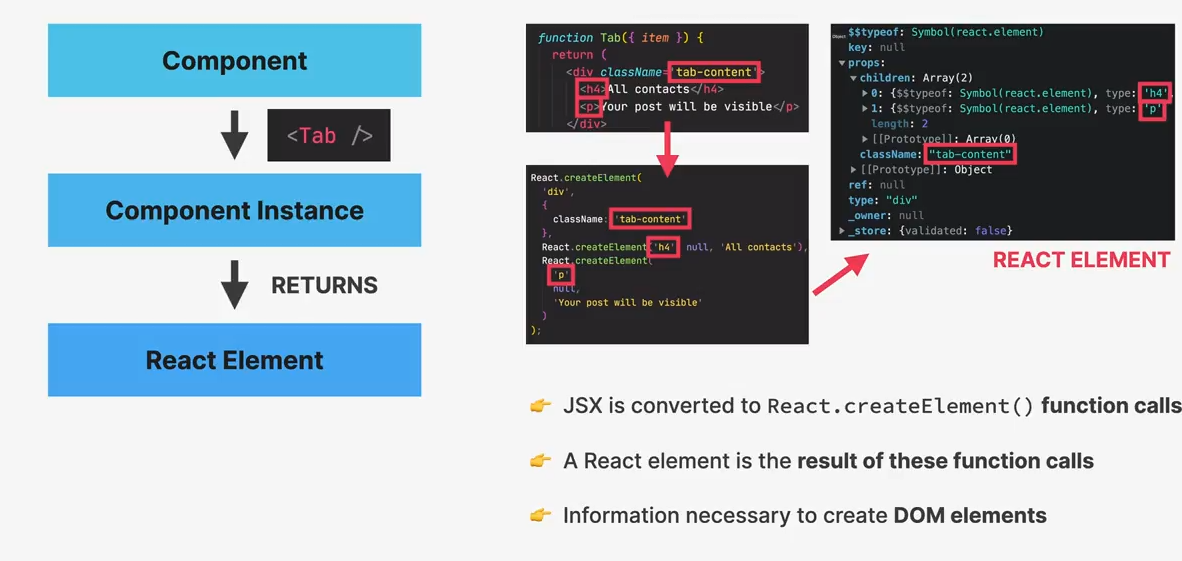 Component
<Tab />
Component Instance
RETURNS
React Element
function Tab({ item }) {
return (
<div className='tab-content'>
<h4>All contacts</h4>
<p>Your post will be visible</p>
</div>
React.createElement(
'div',
{
className: 'tab-content'
},
React.createElement('h4', null, 'All contacts'),
React.createElement(
'p',
null,
'Your post will be visible'
)
);
Object
$$typeof: Symbol(react.element)
key: null
props:
children: Array(2)
0: {$$typeof: Symbol(react.element), type: 'h4',
1: {$$typeof: Symbol(react.element), type: 'p',
length: 2
[[Prototype]]: Array(0)
className: "tab-content"
[[Prototype]]: Object
ref: null
type: "div"
_owner: null
_store: {validated: false}
REACT ELEMENT
👉 JSX is converted to React.createElement() function calls
👉 A React element is the result of these function calls
👉 Information necessary to create DOM elements